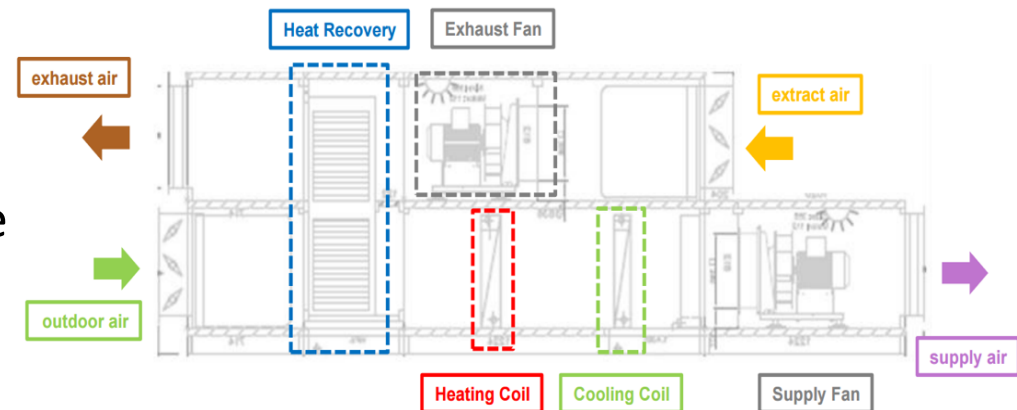 Heat Recovery
Exhaust Fan
exhaust air
extract air
e
outdoor air
supply air
Heating Coil
Cooling Coil
Supply Fan